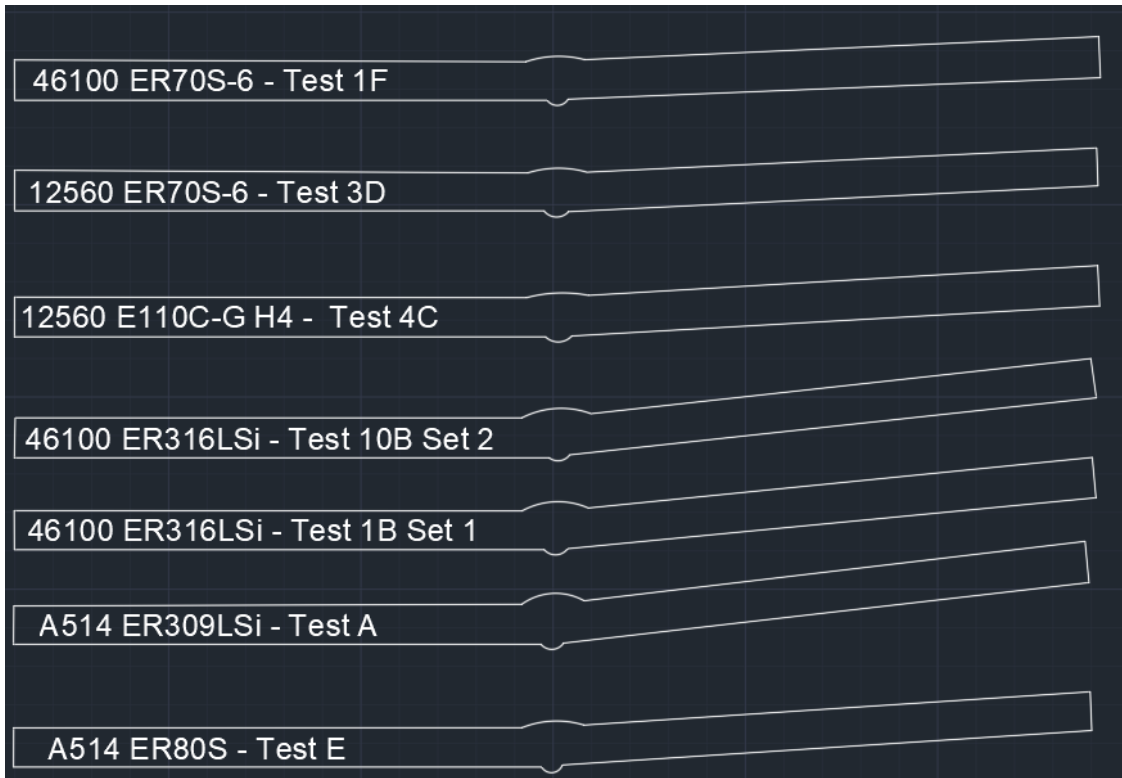 46100 ER70S-6 - Test 1F
12560 ER70S-6 - Test 3D
12560 E110C-G H4 - Test 4C
46100 ER316LSi - Test 10B Set 2
46100 ER316LSi - Test 1B Set 1
A514 ER309LSi - Test A
A514 ER80S - Test E